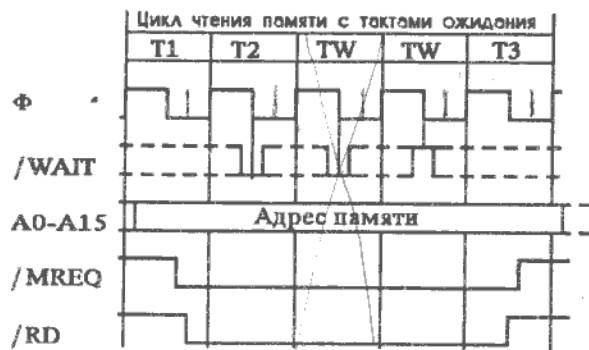 Цикл чтения памяти с тактами ожидания
T1 T2 TW TW T3
Ф
/WAIT
A0-A15 Адрес памяти
/MREQ
/RD